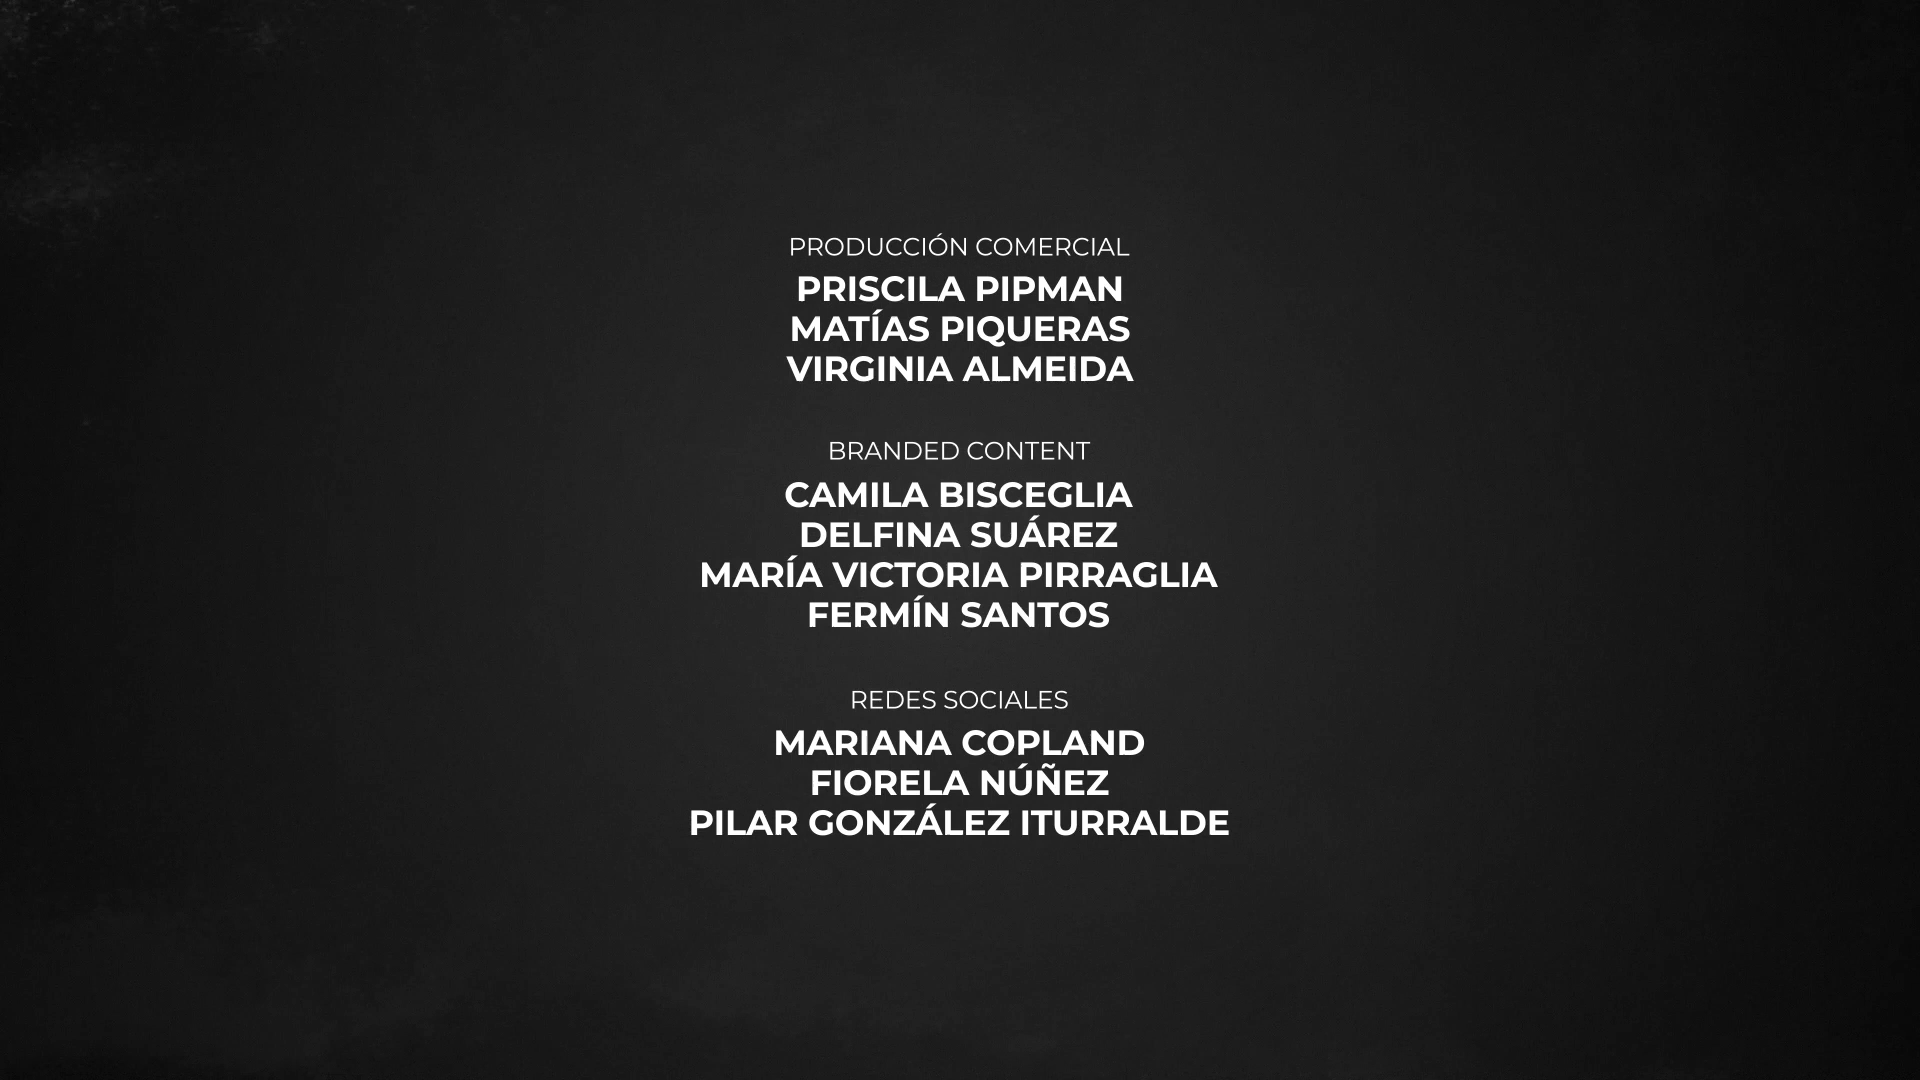 PRODUCCIÓN COMERCIAL
PRISCILA PIPMAN
MATÍAS PIQUERAS
VIRGINIA ALMEIDA
BRANDED CONTENT
CAMILA BISCEGLIA
DELFINA SUÁREZ
MARÍA VICTORIA PIRRAGLIA
FERMÍN SANTOS
REDES SOCIALES
MARIANA COPLAND
FIORELA NÚÑEZ
PILAR GONZÁLEZ ITURRALDE